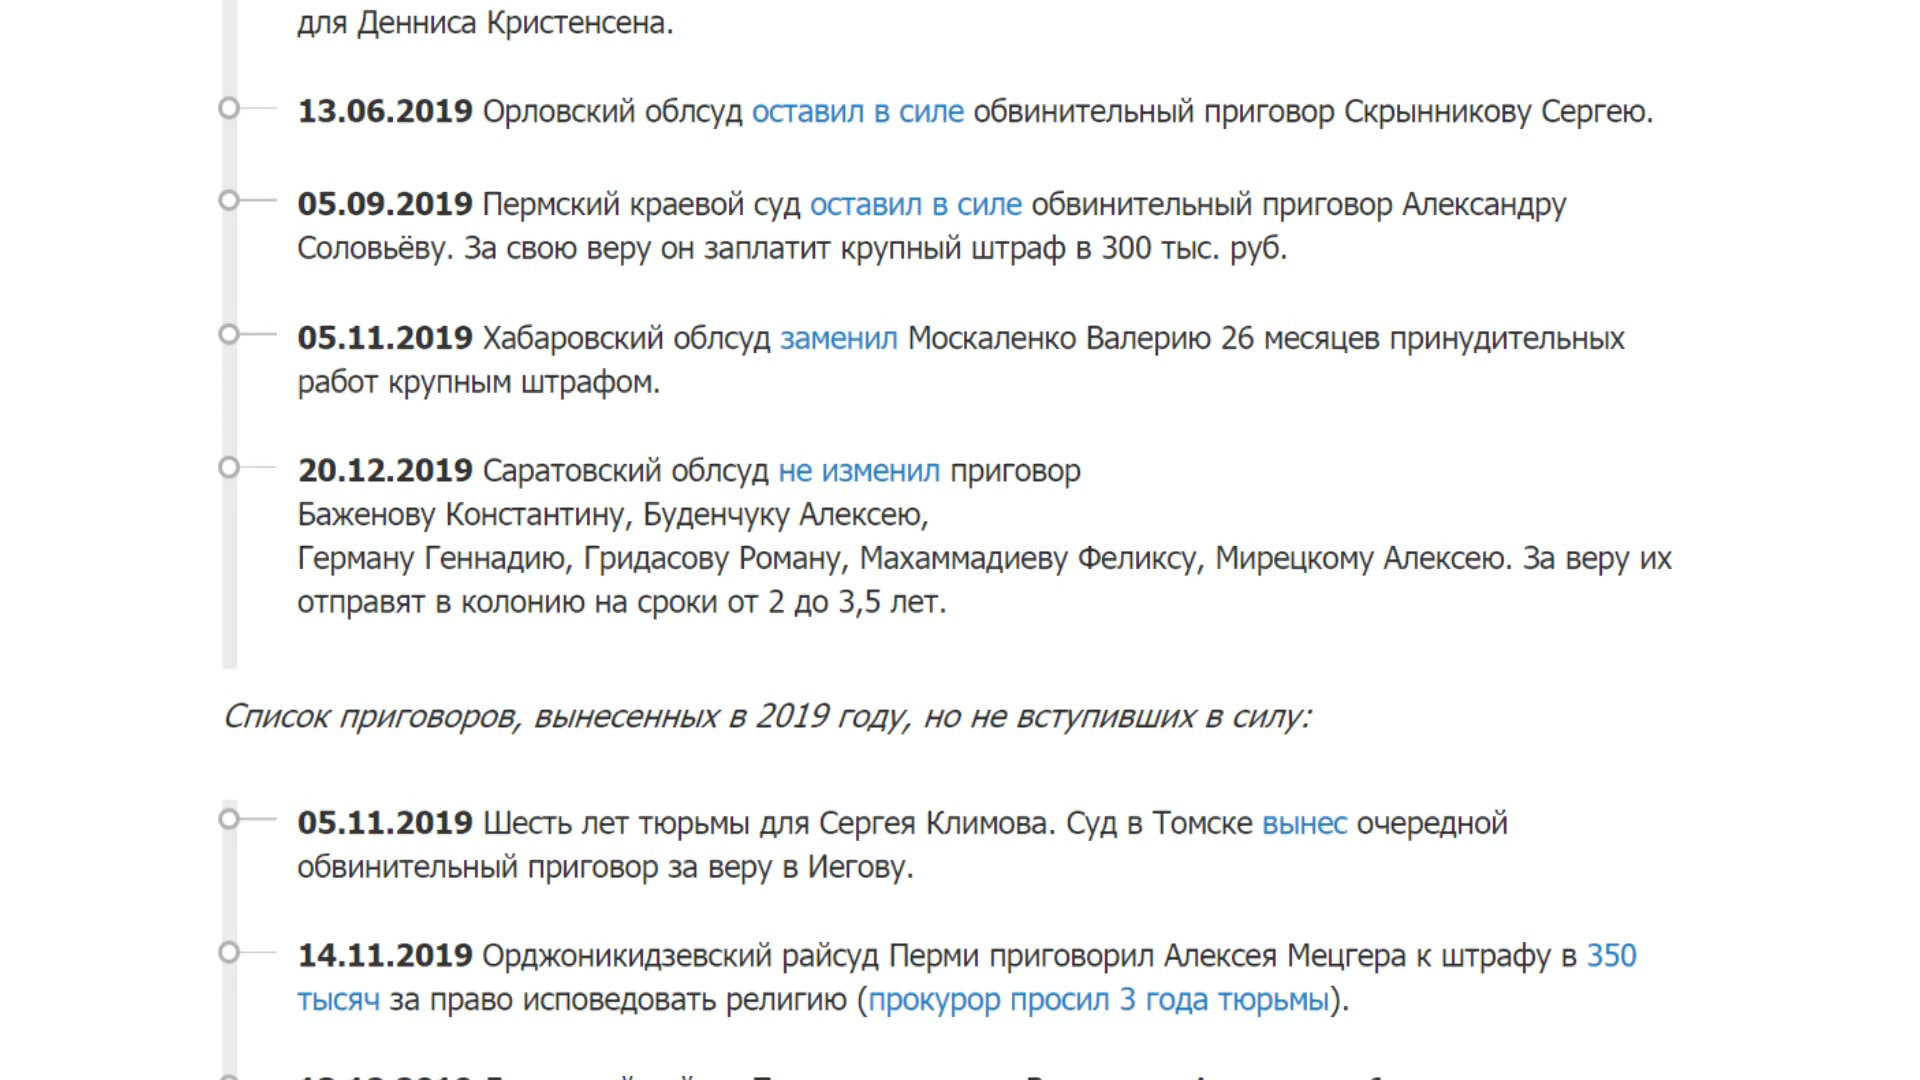 для Денниса Кристенсена.
13.06.2019 Орловский облсуд оставил в силе обвинительный приговор Скрынникову Сергею.
05.09.2019 Пермский краевой суд оставил в силе обвинительный приговор Александру
Соловьёву. За свою веру он заплатит крупный штраф в 300 тыс. руб.
05.11.2019 Хабаровский облсуд заменил Москаленко Валерию 26 месяцев принудительных
работ крупным штрафом.
20.12.2019 Саратовский облсуд не изменил приговор
Баженову Константину, Буденчуку Алексею,
Герману Геннадию, Гридасову Роману, Махаммадиеву Феликсу, Мирецкому Алексею. За веру их
отправят в колонию на сроки от 2 до 3,5 лет.
Список приговоров, вынесенных в 2019 году, но не вступивших в силу:
05.11.2019 Шесть лет тюрьмы для Сергея Климова. Суд в Томске вынес очередной
обвинительный приговор за веру в Иегову.
14.11.2019 Орджоникидзевский райсуд Перми приговорил Алексея Мецгера к штрафу в 350
тысяч за право исповедовать религию (прокурор просил 3 года тюрьмы).